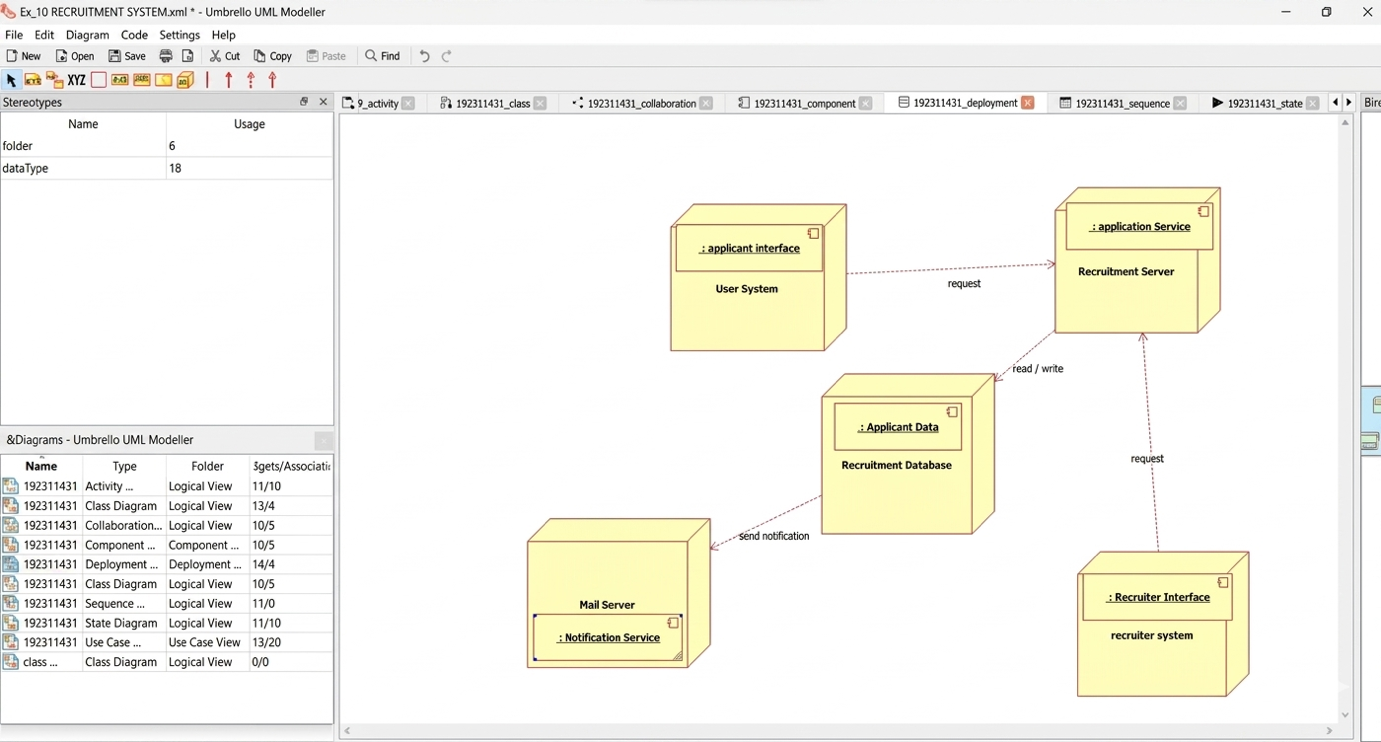 Ex_10 RECRUITMENT SYSTEM.xml * - Umbrello UML Modeller
File Edit Diagram Code Settings Help
New Open Save Cut Copy Paste Find
XYZ
Stereotypes
Name Usage
folder 6
dataType 18
&Diagrams - Umbrello UML Modeller
Name Type Folder
192311431 Activity ... Logical View 11/10
192311431 Class Diagram Logical View 13/4
192311431 Collaboration... Logical View 10/5
192311431 Component ... Component ... 10/5
192311431 Deployment ... Deployment ... 14/4
192311431 Class Diagram Logical View 10/5
192311431 Sequence ... Logical View 11/0
192311431 State Diagram Logical View 11/10
192311431 Use Case ... Use Case View 13/20
class ... Class Diagram Logical View 0/0
9_activity 192311431_class 192311431_collaboration 192311431_component 192311431_deployment 192311431_sequence 192311431_state
Bire
: application Service
Recruitment Server
: applicant interface
User System
request
read / write
: Applicant Data
Recruitment Database
request
send notification
Mail Server
: Notification Service
: Recruiter Interface
recruiter system